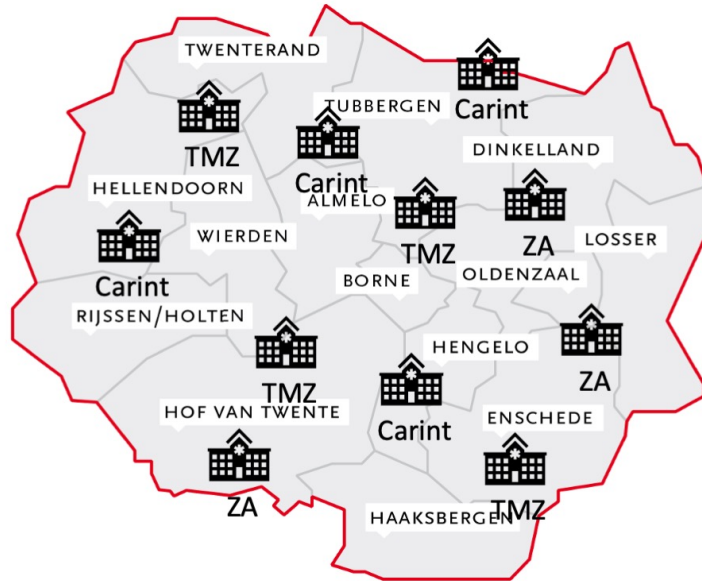 TWENTERAND
TUBBERGEN
Carint
TMZ
Carint
DINKELLAND
HELLENDOORN
ALMELO
WIERDEN
TMZ
ZA
LOSSER
Carint
BORNE
OLDENZAAL
RIJSSEN/HOLTEN
HENGELO
ZA
TMZ
HOF VAN TWENTE
Carint
ENSCHEDE
ZA
HAAKSBERGEN
TMZ